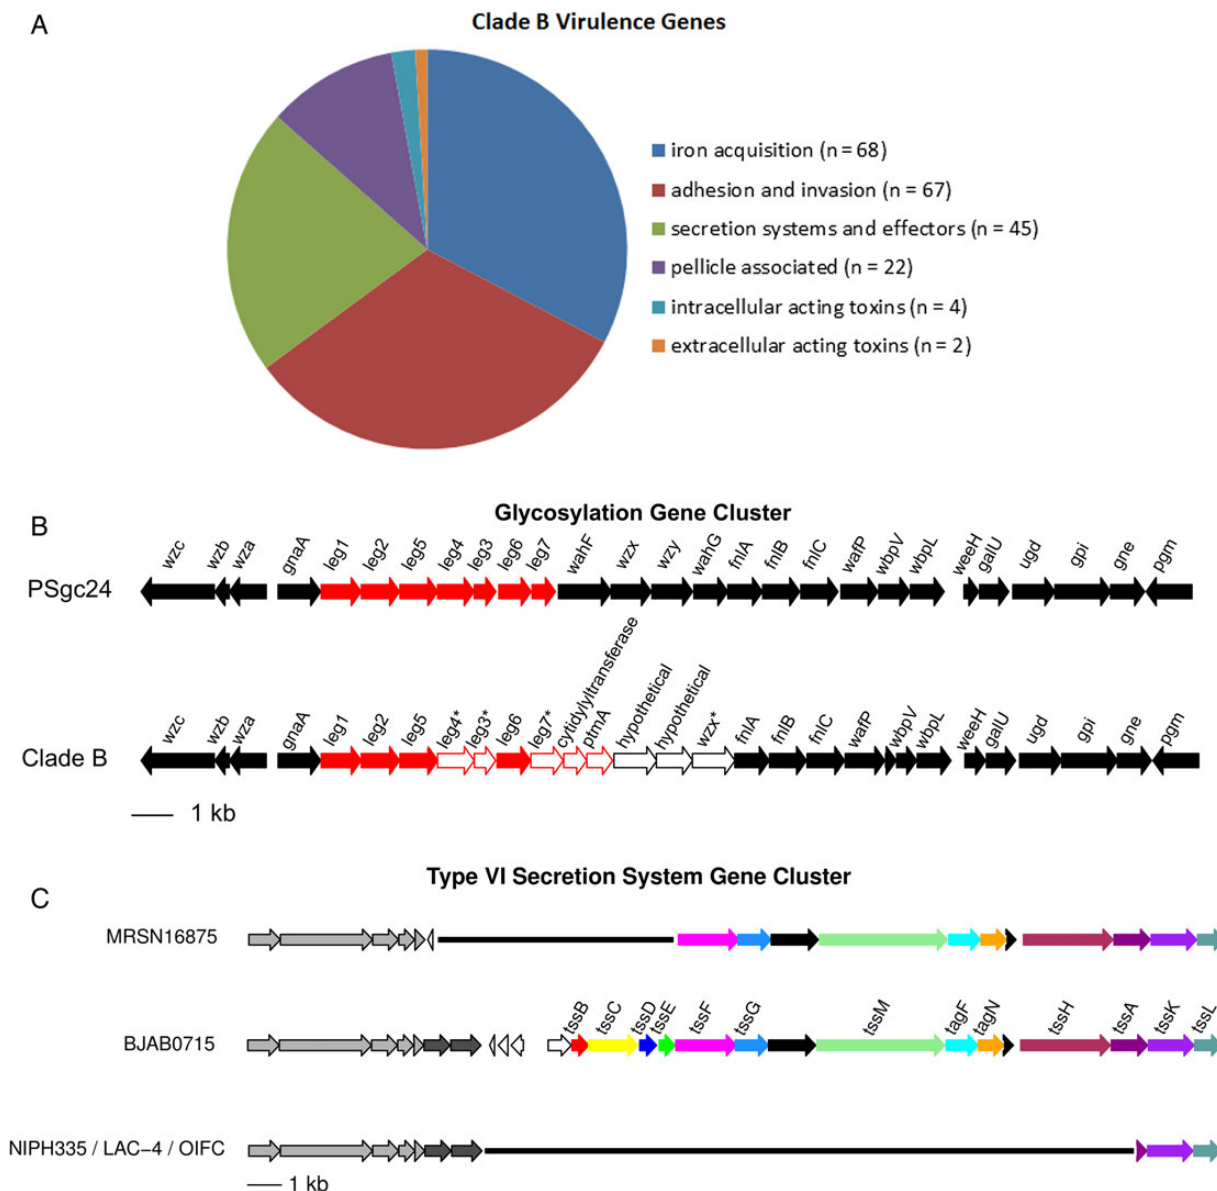 A
Clade B Virulence Genes
iron acquisition (n = 68)
adhesion and invasion (n = 67)
secretion systems and effectors (n = 45)
pellicle associated (n = 22)
intracellular acting toxins (n = 4)
extracellular acting toxins (n = 2)
B
Glycosylation Gene Cluster
wzc wzb wza gnaA leg1 leg2 leg5 leg4 leg3 leg6 leg7 wahF wzx wzy wahG fnlA fnlB fnlC wafP wbpV wbpL weeH galU ugd gpi gne pgm
PSgc24
wzc wzb wza gnaA leg1 leg2 leg5 leg4* leg3* leg6 leg7* cytidylyltransferase ptmA hypothetical hypothetical wzx* fnlA fnlB fnlC wafP wbpV wbpL weeH galU ugd gpi gne pgm
Clade B
1 kb
Type VI Secretion System Gene Cluster
C
MRSN16875
tssB tssC tssD tssE tssF tssG tssM tagF tagN tssH tssA tssK tssL
BJAB0715
NIPH335 / LAC−4 / OIFC
1 kb